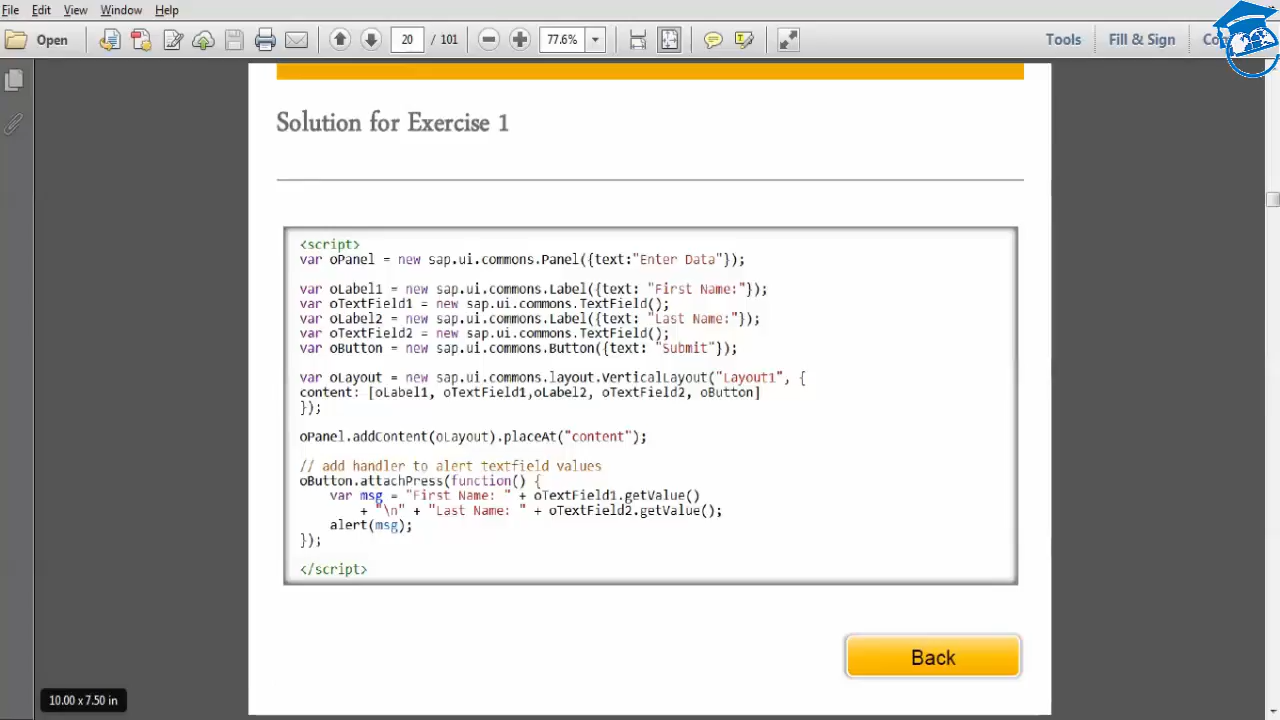 File Edit View Window Help
Open 20 / 101 77.6% Tools Fill & Sign
Solution for Exercise 1
<script>
var oPanel = new sap.ui.commons.Panel({text:"Enter Data"});
var oLabel1 = new sap.ui.commons.Label({text: "First Name:"});
var oTextField1 = new sap.ui.commons.TextField();
var oLabel2 = new sap.ui.commons.Label({text: "Last Name:"});
var oTextField2 = new sap.ui.commons.TextField();
var oButton = new sap.ui.commons.Button({text: "Submit"});
var oLayout = new sap.ui.commons.layout.VerticalLayout("Layout1", {
content: [oLabel1, oTextField1,oLabel2, oTextField2, oButton]
});
oPanel.addContent(oLayout).placeAt("content");
// add handler to alert textfield values
oButton.attachPress(function() {
var msg = "First Name: " + oTextField1.getValue()
+ "\n" + "Last Name: " + oTextField2.getValue();
alert(msg);
});
</script>
Back
10.00 x 7.50 in